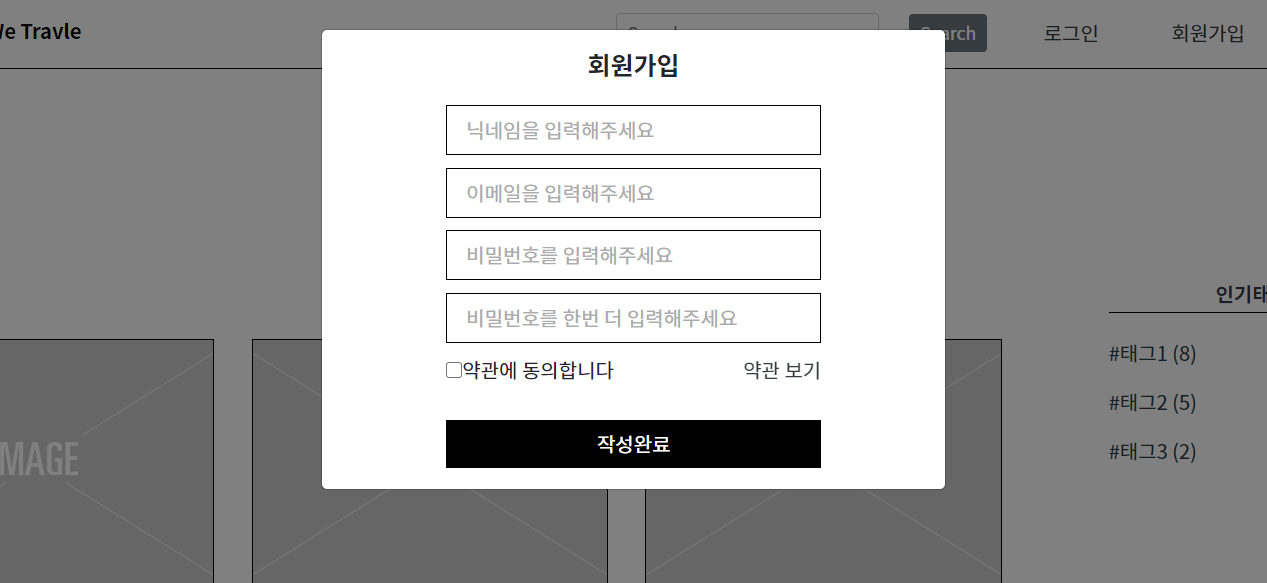 We Travle
Search
로그인
회원가입
회원가입
닉네임을 입력해주세요
이메일을 입력해주세요
비밀번호를 입력해주세요
비밀번호를 한번 더 입력해주세요
약관에 동의합니다
약관 보기
작성완료
인기태
#태그1 (8)
#태그2 (5)
#태그3 (2)
IMAGE